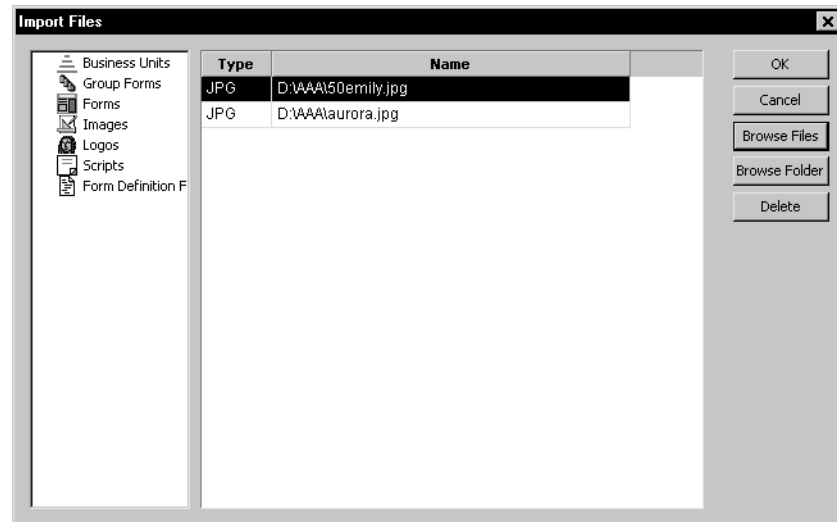 Import Files
Business Units
Group Forms
Forms
Images
Logos
Scripts
Form Definition F
Type Name
JPG D:\AAA\50emily.jpg
JPG D:\AAA\aurora.jpg
OK
Cancel
Browse Files
Browse Folder
Delete